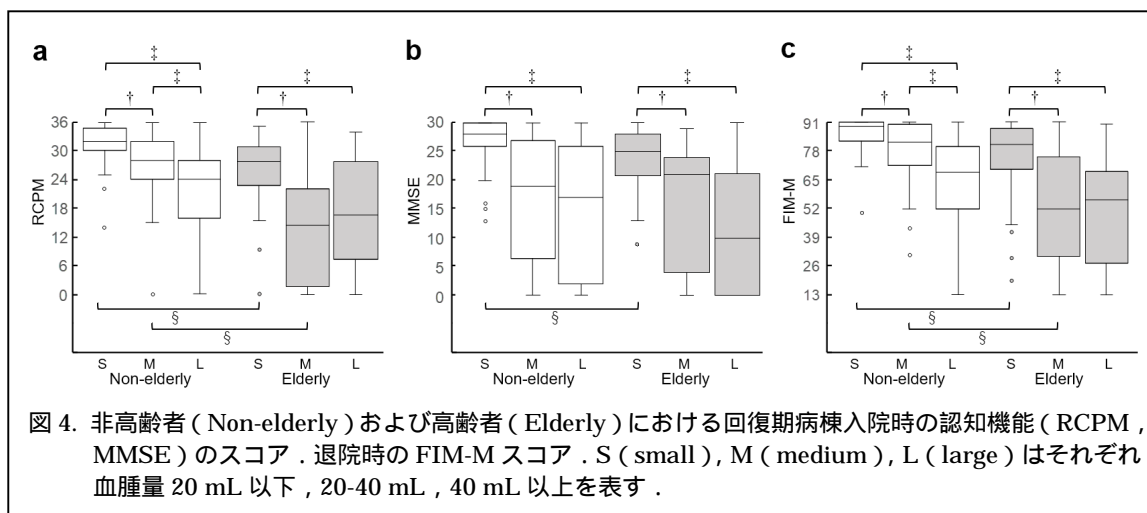 a b c
‡ ‡ ‡ ‡ ‡ ‡
† ‡ † † † † ‡ †
36 30 91
30 25 78
24 20 65
18 15 52
12 10 39
6 5 26
0 0 13
RCPM MMSE FIM-M
§ § §
§ §
S M L S M L S M L S M L S M L S M L
Non-elderly Elderly Non-elderly Elderly Non-elderly Elderly
図 4. 非高齢者（Non-elderly）および高齢者（Elderly）における回復期病棟入院時の認知機能（RCPM，
MMSE）のスコア．退院時の FIM-M スコア．S（small），M（medium），L（large）はそれぞれ
血腫量 20 mL 以下，20-40 mL，40 mL 以上を表す．